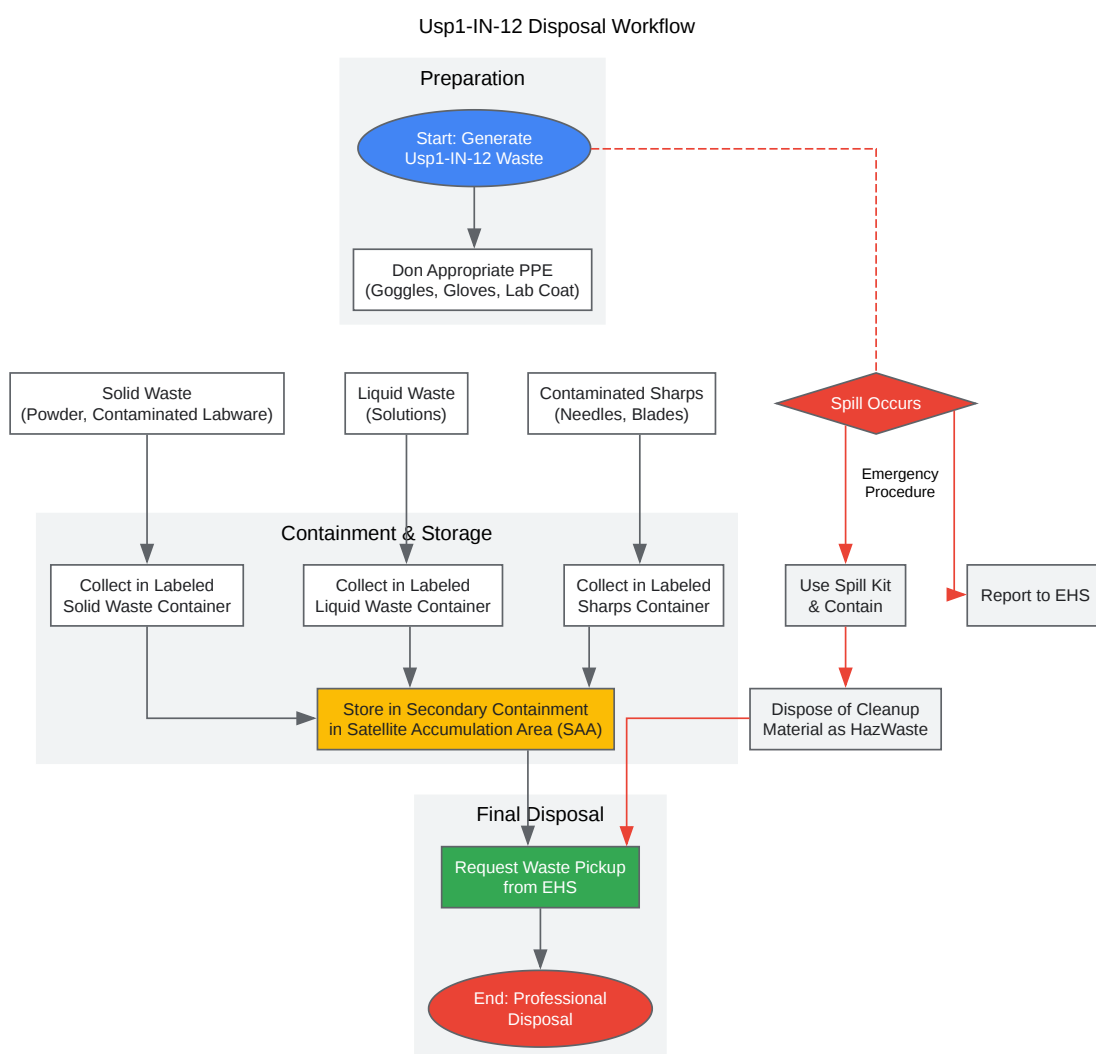 Usp1-IN-12 Disposal Workflow
Preparation
Start: Generate
Usp1-IN-12 Waste
Don Appropriate PPE
(Goggles, Gloves, Lab Coat)
Solid Waste
(Powder, Contaminated Labware)
Liquid Waste
(Solutions)
Contaminated Sharps
(Needles, Blades)
Spill Occurs
Emergency
Procedure
Containment & Storage
Collect in Labeled
Solid Waste Container
Collect in Labeled
Liquid Waste Container
Collect in Labeled
Sharps Container
Use Spill Kit
& Contain
Report to EHS
Store in Secondary Containment
in Satellite Accumulation Area (SAA)
Dispose of Cleanup
Material as HazWaste
Final Disposal
Request Waste Pickup
from EHS
End: Professional
Disposal